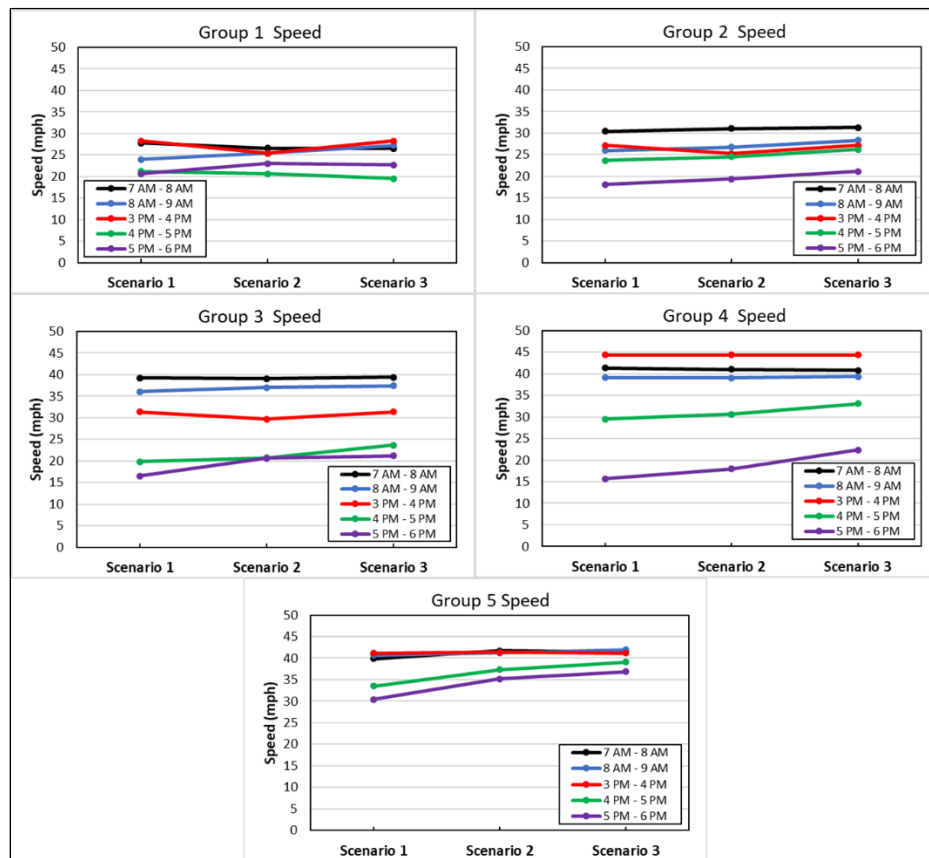 Group 1  Speed
50
45
40
35
30
25
20
15
10
5
0
Speed (mph)
7 AM - 8 AM
8 AM - 9 AM
3 PM - 4 PM
4 PM - 5 PM
5 PM - 6 PM
Scenario 1 Scenario 2 Scenario 3
Group 2  Speed
50
45
40
35
30
25
20
15
10
5
0
Speed (mph)
7 AM - 8 AM
8 AM - 9 AM
3 PM - 4 PM
4 PM - 5 PM
5 PM - 6 PM
Scenario 1 Scenario 2 Scenario 3
Group 3  Speed
50
45
40
35
30
25
20
15
10
5
0
Speed (mph)
7 AM - 8 AM
8 AM - 9 AM
3 PM - 4 PM
4 PM - 5 PM
5 PM - 6 PM
Scenario 1 Scenario 2 Scenario 3
Group 4  Speed
50
45
40
35
30
25
20
15
10
5
0
Speed (mph)
7 AM - 8 AM
8 AM - 9 AM
3 PM - 4 PM
4 PM - 5 PM
5 PM - 6 PM
Scenario 1 Scenario 2 Scenario 3
Group 5 Speed
50
45
40
35
30
25
20
15
10
5
0
Speed (mph)
7 AM - 8 AM
8 AM - 9 AM
3 PM - 4 PM
4 PM - 5 PM
5 PM - 6 PM
Scenario 1 Scenario 2 Scenario 3